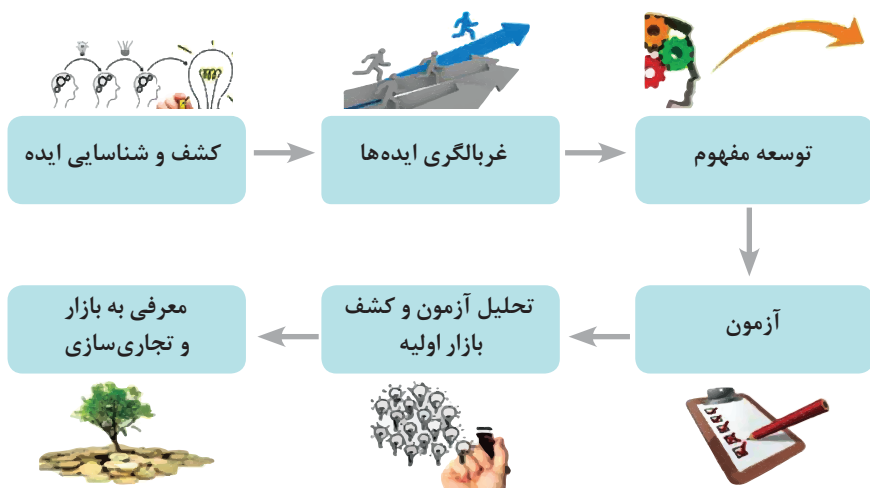 کشف و شناسایی ایده
غربالگری ایده‌ها
توسعه مفهوم
آزمون
تحلیل آزمون و کشف
بازار اولیه
معرفی به بازار
و تجاری‌سازی